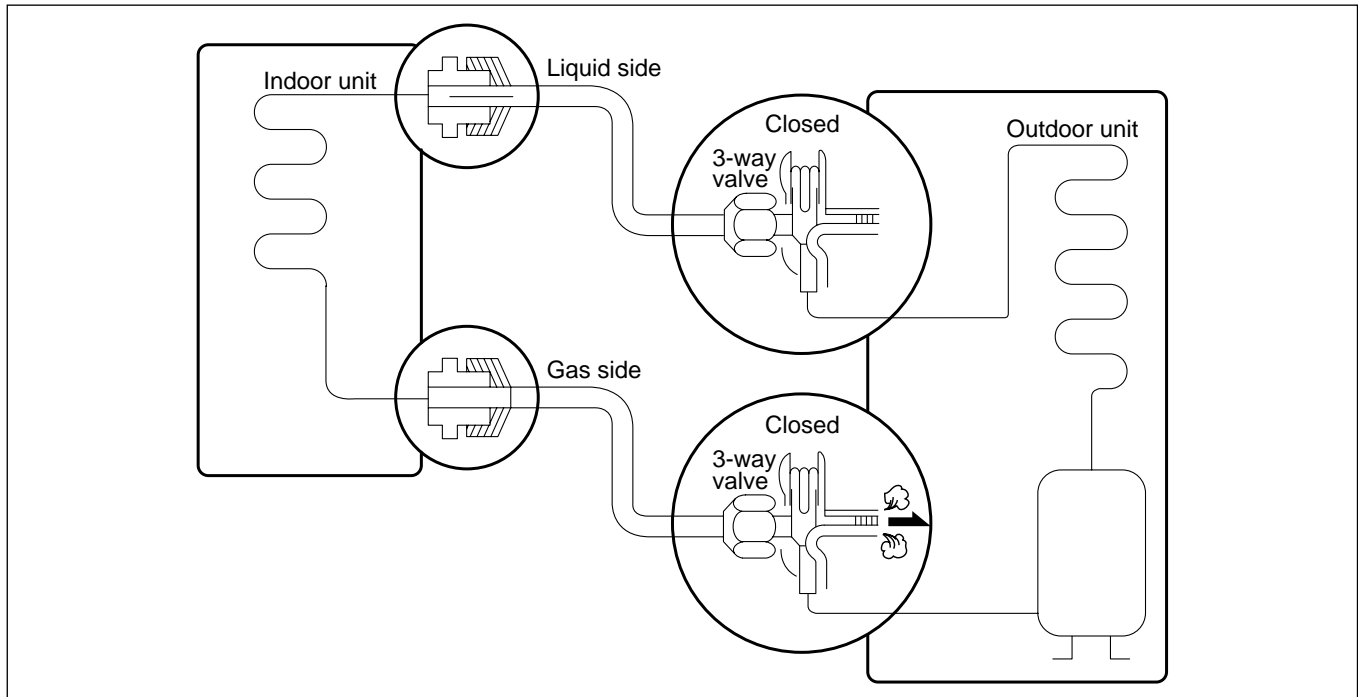 Indoor unit
Liquid side
Closed
3-way
valve
Outdoor unit
Gas side
Closed
3-way
valve